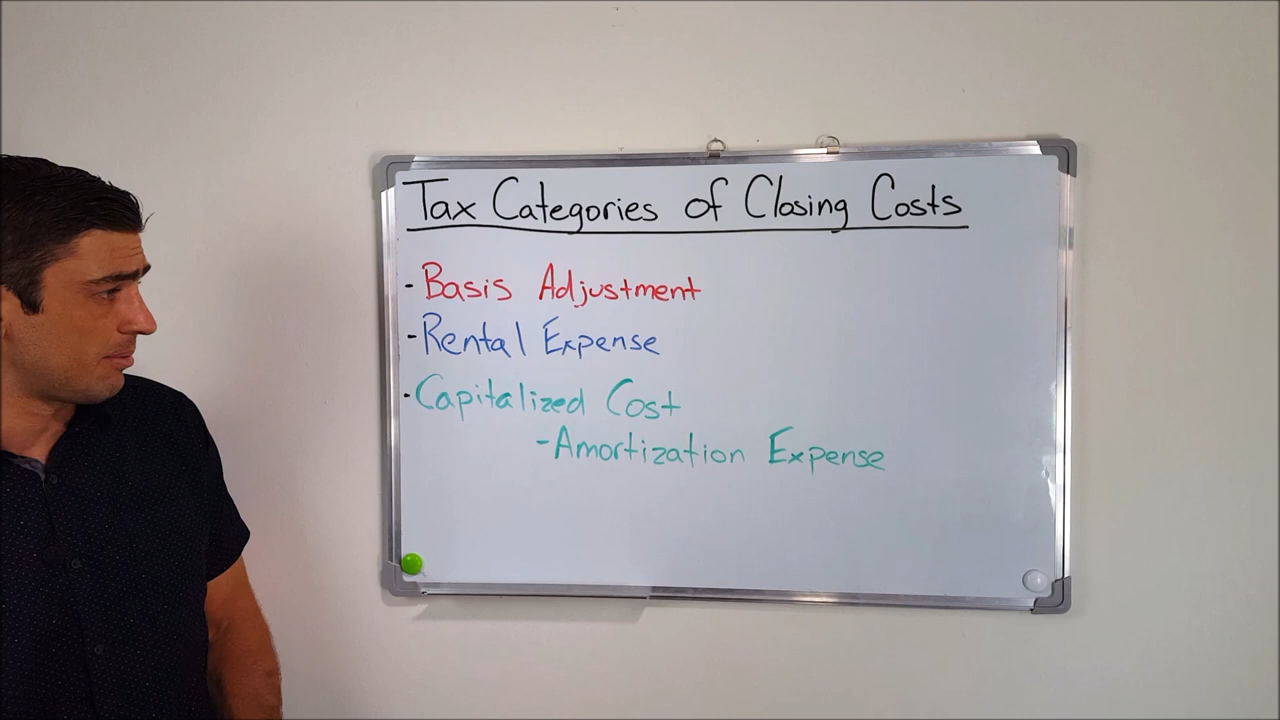 Tax Categories of Closing Costs
-Basis Adjustment
-Rental Expense
-Capitalized Cost
-Amortization Expense